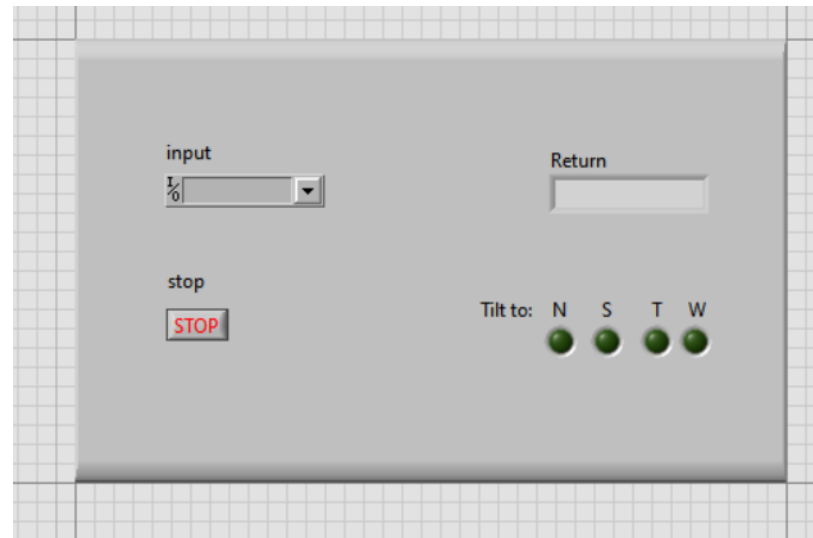 input
I/O
Return
stop
STOP
Tilt to: N S T W